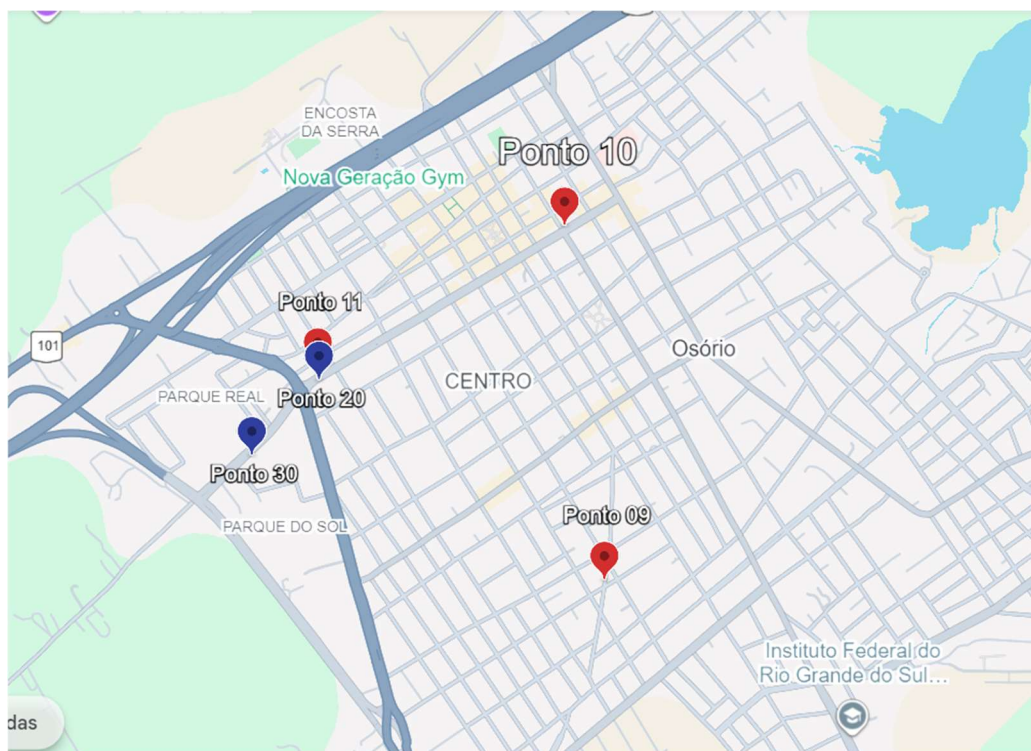 ENCOSTA
DA SERRA
Ponto 10
Nova Geração Gym
Ponto 11
101
Osório
CENTRO
PARQUE REAL
Ponto 20
Ponto 30
Ponto 09
PARQUE DO SOL
Instituto Federal do
Rio Grande do Sul...
das